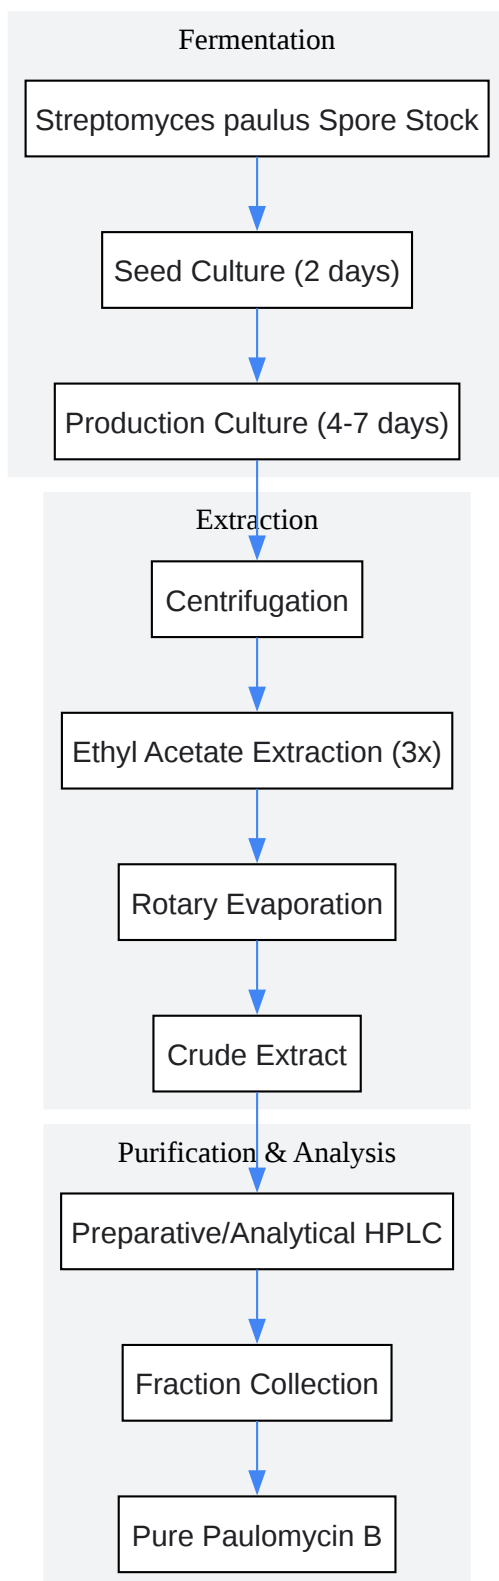 Fermentation
Streptomyces paulus Spore Stock
Seed Culture (2 days)
Production Culture (4-7 days)
Extraction
Centrifugation
Ethyl Acetate Extraction (3x)
Rotary Evaporation
Crude Extract
Purification & Analysis
Preparative/Analytical HPLC
Fraction Collection
Pure Paulomycin B